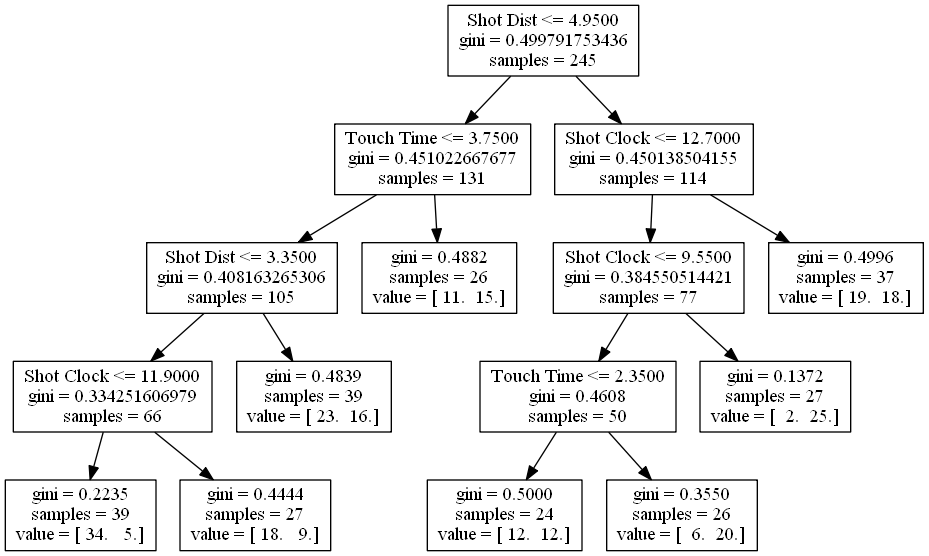 Shot Dist <= 4.9500
gini = 0.499791753436
samples = 245
Touch Time <= 3.7500
gini = 0.451022667677
samples = 131
Shot Clock <= 12.7000
gini = 0.450138504155
samples = 114
Shot Dist <= 3.3500
gini = 0.408163265306
samples = 105
gini = 0.4882
samples = 26
value = [ 11. 15.]
Shot Clock <= 9.5500
gini = 0.384550514421
samples = 77
gini = 0.4996
samples = 37
value = [ 19. 18.]
Shot Clock <= 11.9000
gini = 0.334251606979
samples = 66
gini = 0.4839
samples = 39
value = [ 23. 16.]
Touch Time <= 2.3500
gini = 0.4608
samples = 50
gini = 0.1372
samples = 27
value = [ 2. 25.]
gini = 0.2235
samples = 39
value = [ 34. 5.]
gini = 0.4444
samples = 27
value = [ 18. 9.]
gini = 0.5000
samples = 24
value = [ 12. 12.]
gini = 0.3550
samples = 26
value = [ 6. 20.]